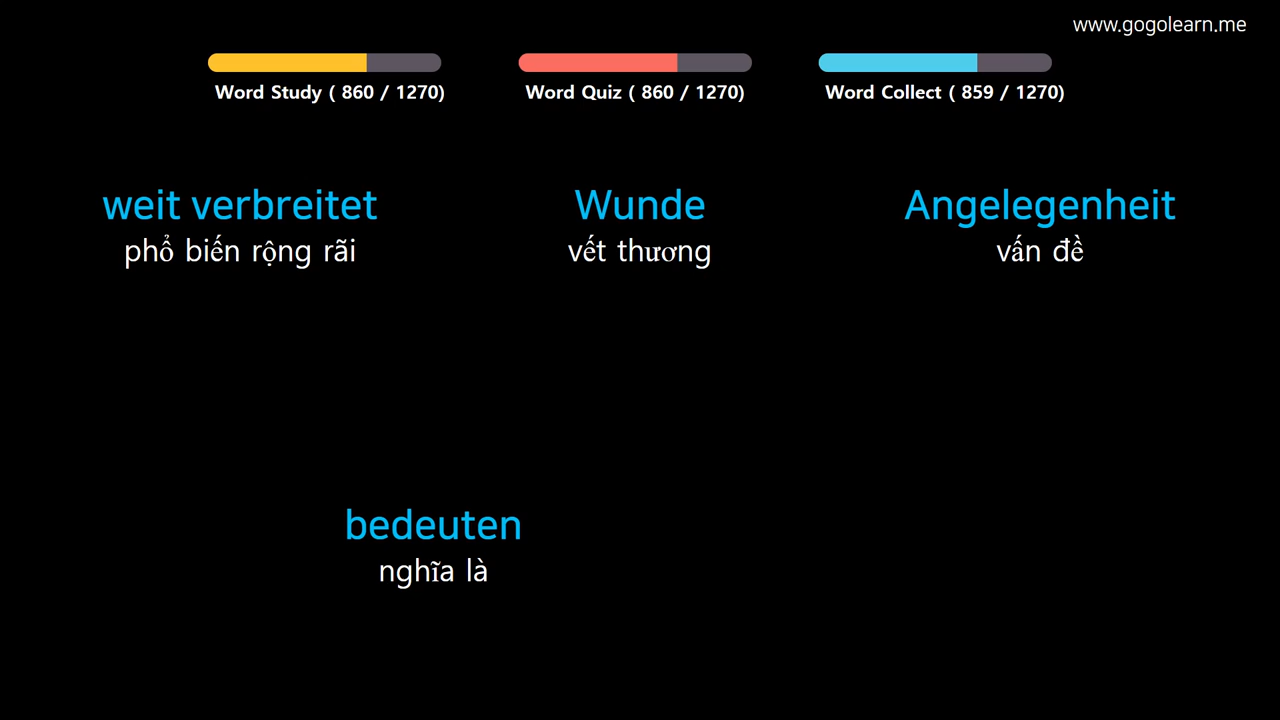 www.gogolearn.me
Word Study ( 860 / 1270)
Word Quiz ( 860 / 1270)
Word Collect ( 859 / 1270)
weit verbreitet
phổ biến rộng rãi
Wunde
vết thương
Angelegenheit
vấn đề
bedeuten
nghĩa là